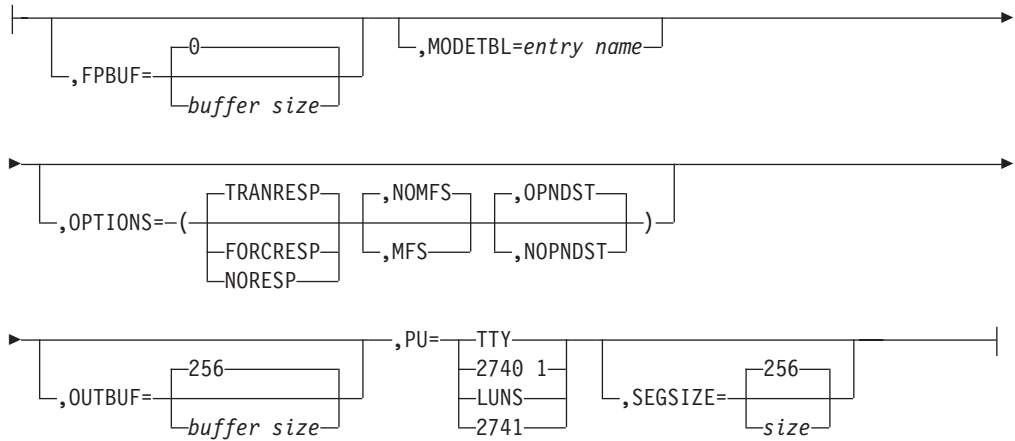 0
,MODETBL=entry name
,FPBUF=
buffer size
TRANRESP ,NOMFS ,OPNDST
,OPTIONS= ( )
FORCRESP ,MFS ,NOPNDST
NORESP
,PU= TTY
256 2740 1 256
,OUTBUF= LUNS ,SEGSIZE=
buffer size 2741 size